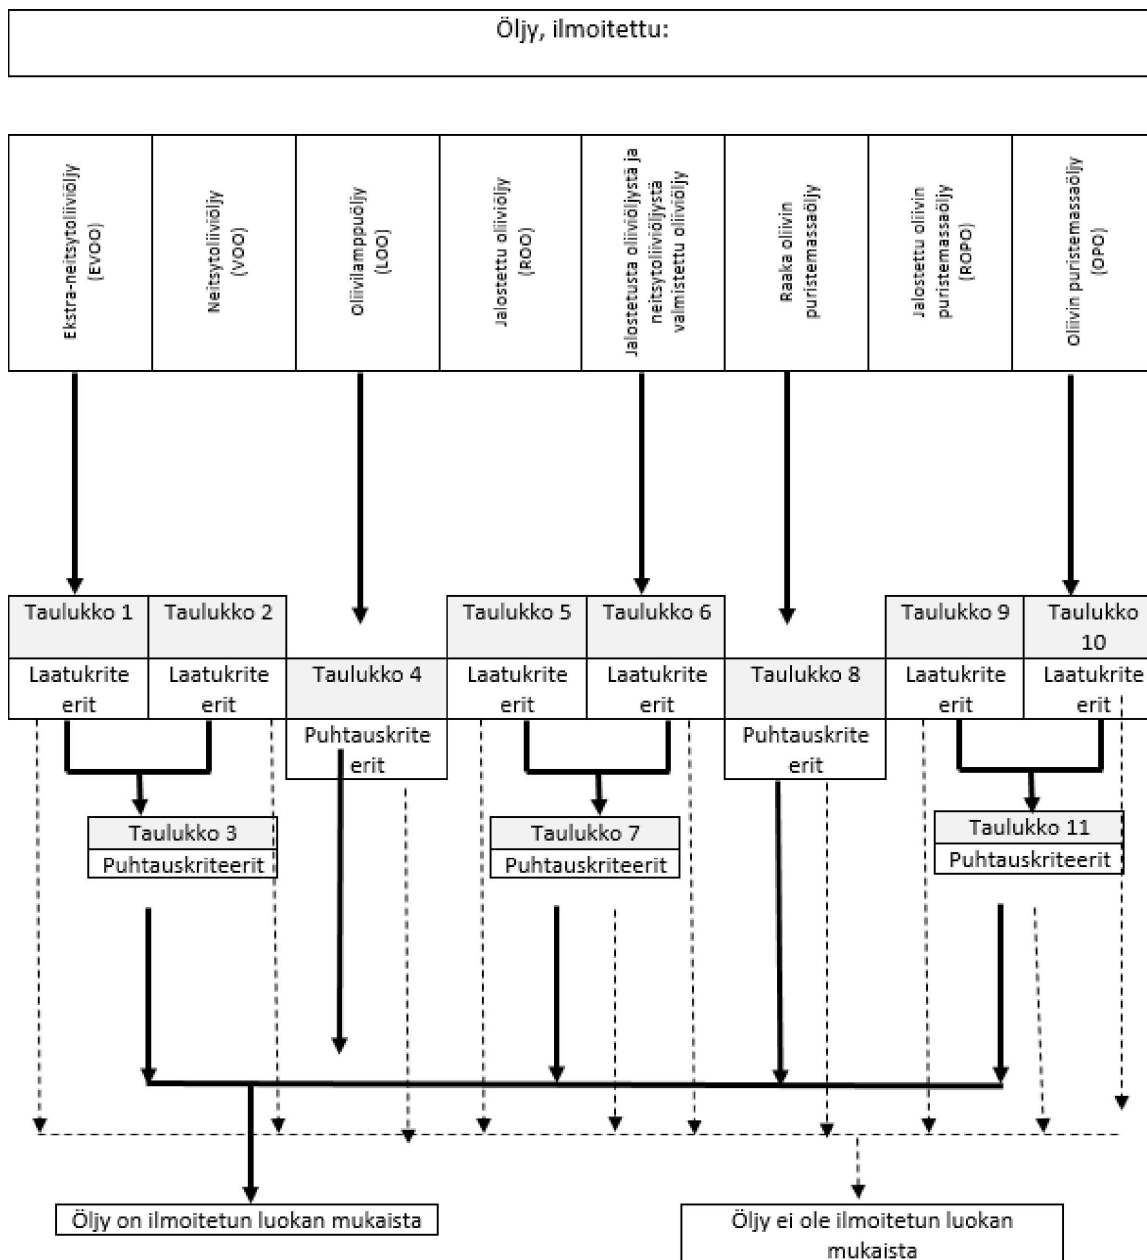 Öljy, ilmoitettu:
Ekstra-neitsytoliiviöljy
(EVOO)
Neitsytoliiviöljy
(VOO)
Oliivilamppuöljy
(LOO)
Jalostettu oliiviöljy
(ROO)
Jalostetusta oliiviöljystä ja
neitsytoliiviöljystä
valmistettu oliiviöljy
Raaka oliivin
puristemassaöljy
Jalostettu oliivin
puristemassaöljy
(ROPO)
Oliivin puristemassaöljy
(OPO)
Taulukko 1
Taulukko 2
Taulukko 5
Taulukko 6
Taulukko 9
Taulukko
10
Laatukrite
erit
Laatukrite
erit
Taulukko 4
Laatukrite
erit
Laatukrite
erit
Taulukko 8
Laatukrite
erit
Laatukrite
erit
Puhtauskrite
erit
Puhtauskrite
erit
Taulukko 3
Puhtauskriteerit
Taulukko 7
Puhtauskriteerit
Taulukko 11
Puhtauskriteerit
Öljy on ilmoitetun luokan mukaista
Öljy ei ole ilmoitetun luokan
mukaista